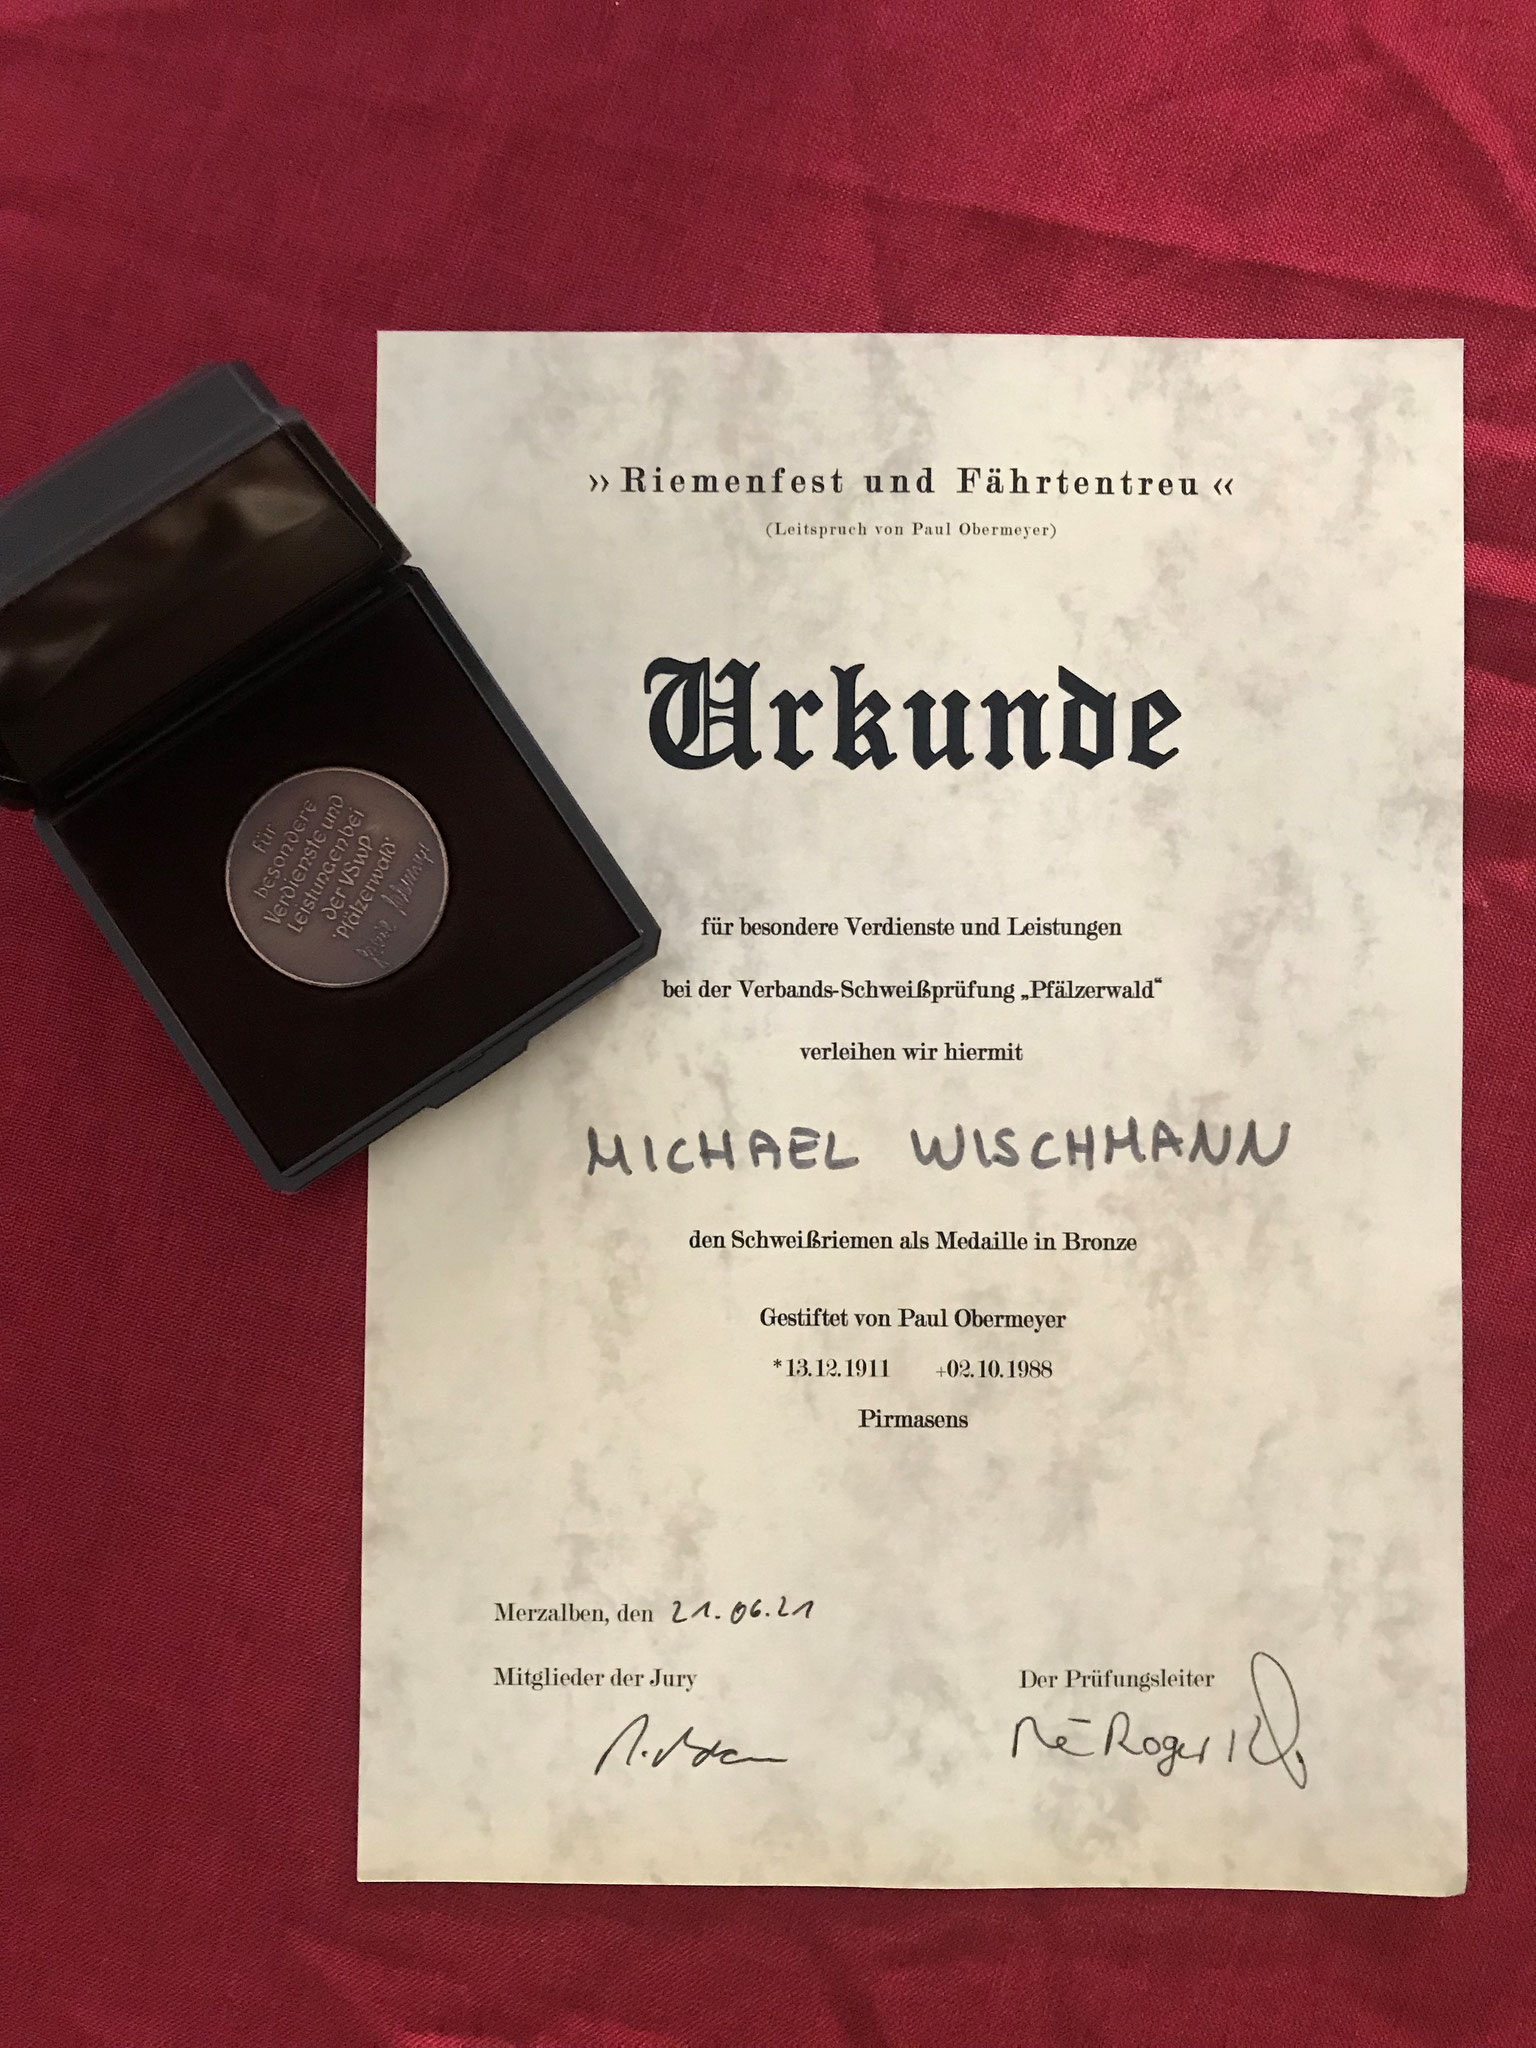 »Riemenfest und Fährtentreu«
(Leitspruch von Paul Obermeyer)
Urkunde
für besondere Verdienste und Leistungen
bei der Verbands-Schweißprüfung „Pfälzerwald“
verleihen wir hiermit
MICHAEL WISCHMANN
den Schweißriemen als Medaille in Bronze
Gestiftet von Paul Obermeyer
*13.12.1911 +02.10.1988
Pirmasens
Merzalben, den 21.06.21
Mitglieder der Jury
Der Prüfungsleiter
Roger
für
besondere
Verdienste und
Leistungen bei
der VSwp
'Pfälzerwald'